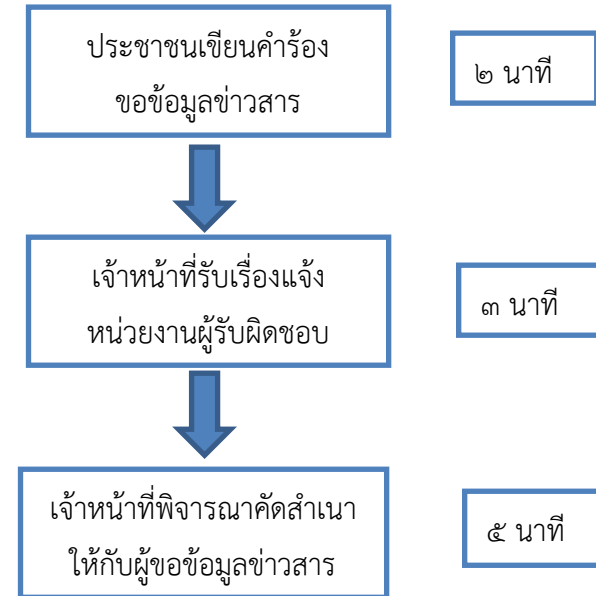 ประชาชนเขียนคำร้อง
ขอข้อมูลข่าวสาร
๒ นาที
เจ้าหน้าที่รับเรื่องแจ้ง
หน่วยงานผู้รับผิดชอบ
๓ นาที
เจ้าหน้าที่พิจารณาคัดสำเนา
ให้กับผู้ขอข้อมูลข่าวสาร
๕ นาที